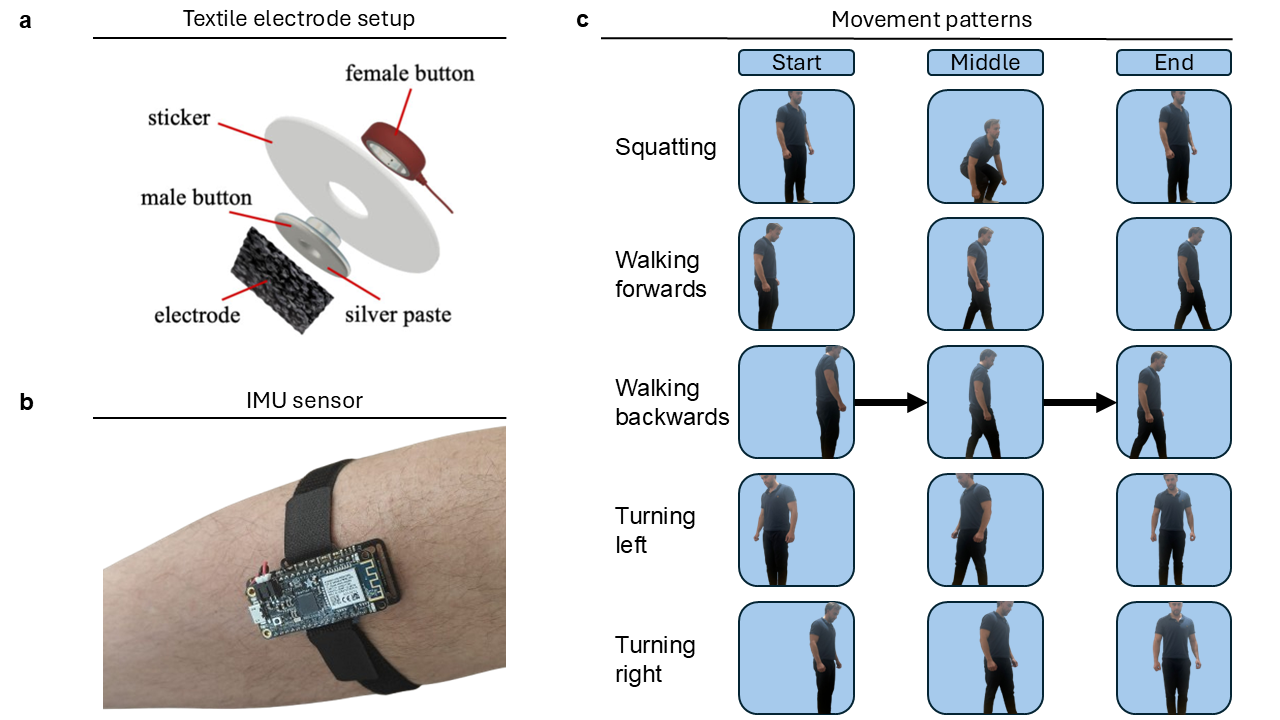 a
Textile electrode setup
female button
sticker
male button
electrode
silver paste
b
IMU sensor
c
Movement patterns
Start
Middle
End
Squatting
Walking
forwards
Walking
backwards
Turning
left
Turning
right